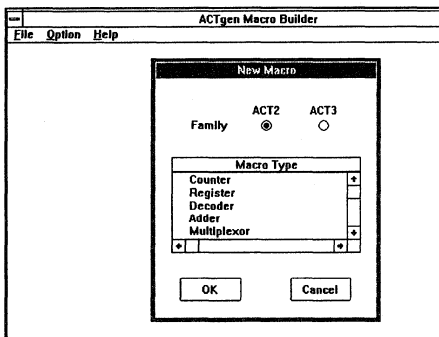 ACTgen Macro Builder
File Option Help
New Macro
ACT2 ACT3
Family
Macro Type
Counter
Register
Decoder
Adder
Multiplexor
OK Cancel